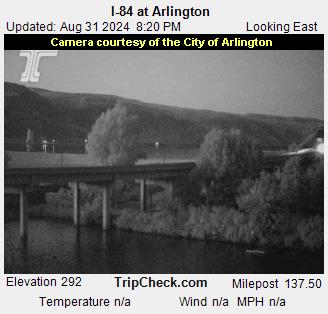 I-84 at Arlington
Updated: Aug 31 2024 8:20 PM Looking East
Camera courtesy of the City of Arlington
Elevation 292 TripCheck.com Milepost 137.50
Temperature n/a Wind n/a MPH n/a